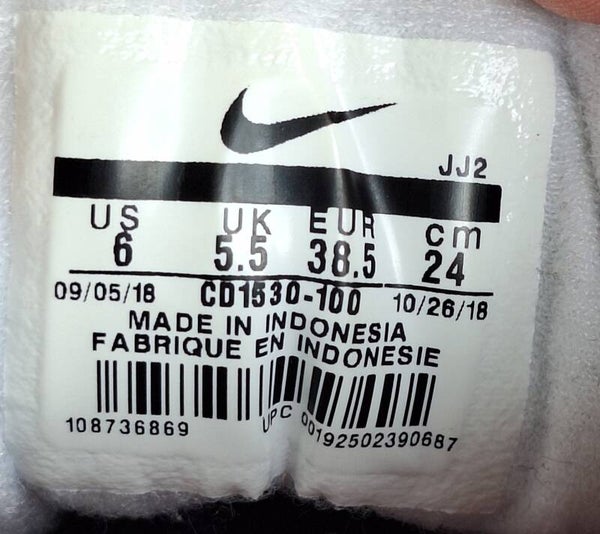 JJ2
US UK EUR cm
6 5.5 38.5 24
09/05/18 CD1530-100 10/26/18
MADE IN INDONESIA
FABRIQUE EN INDONESIE
108736869 UPC 00192502390687